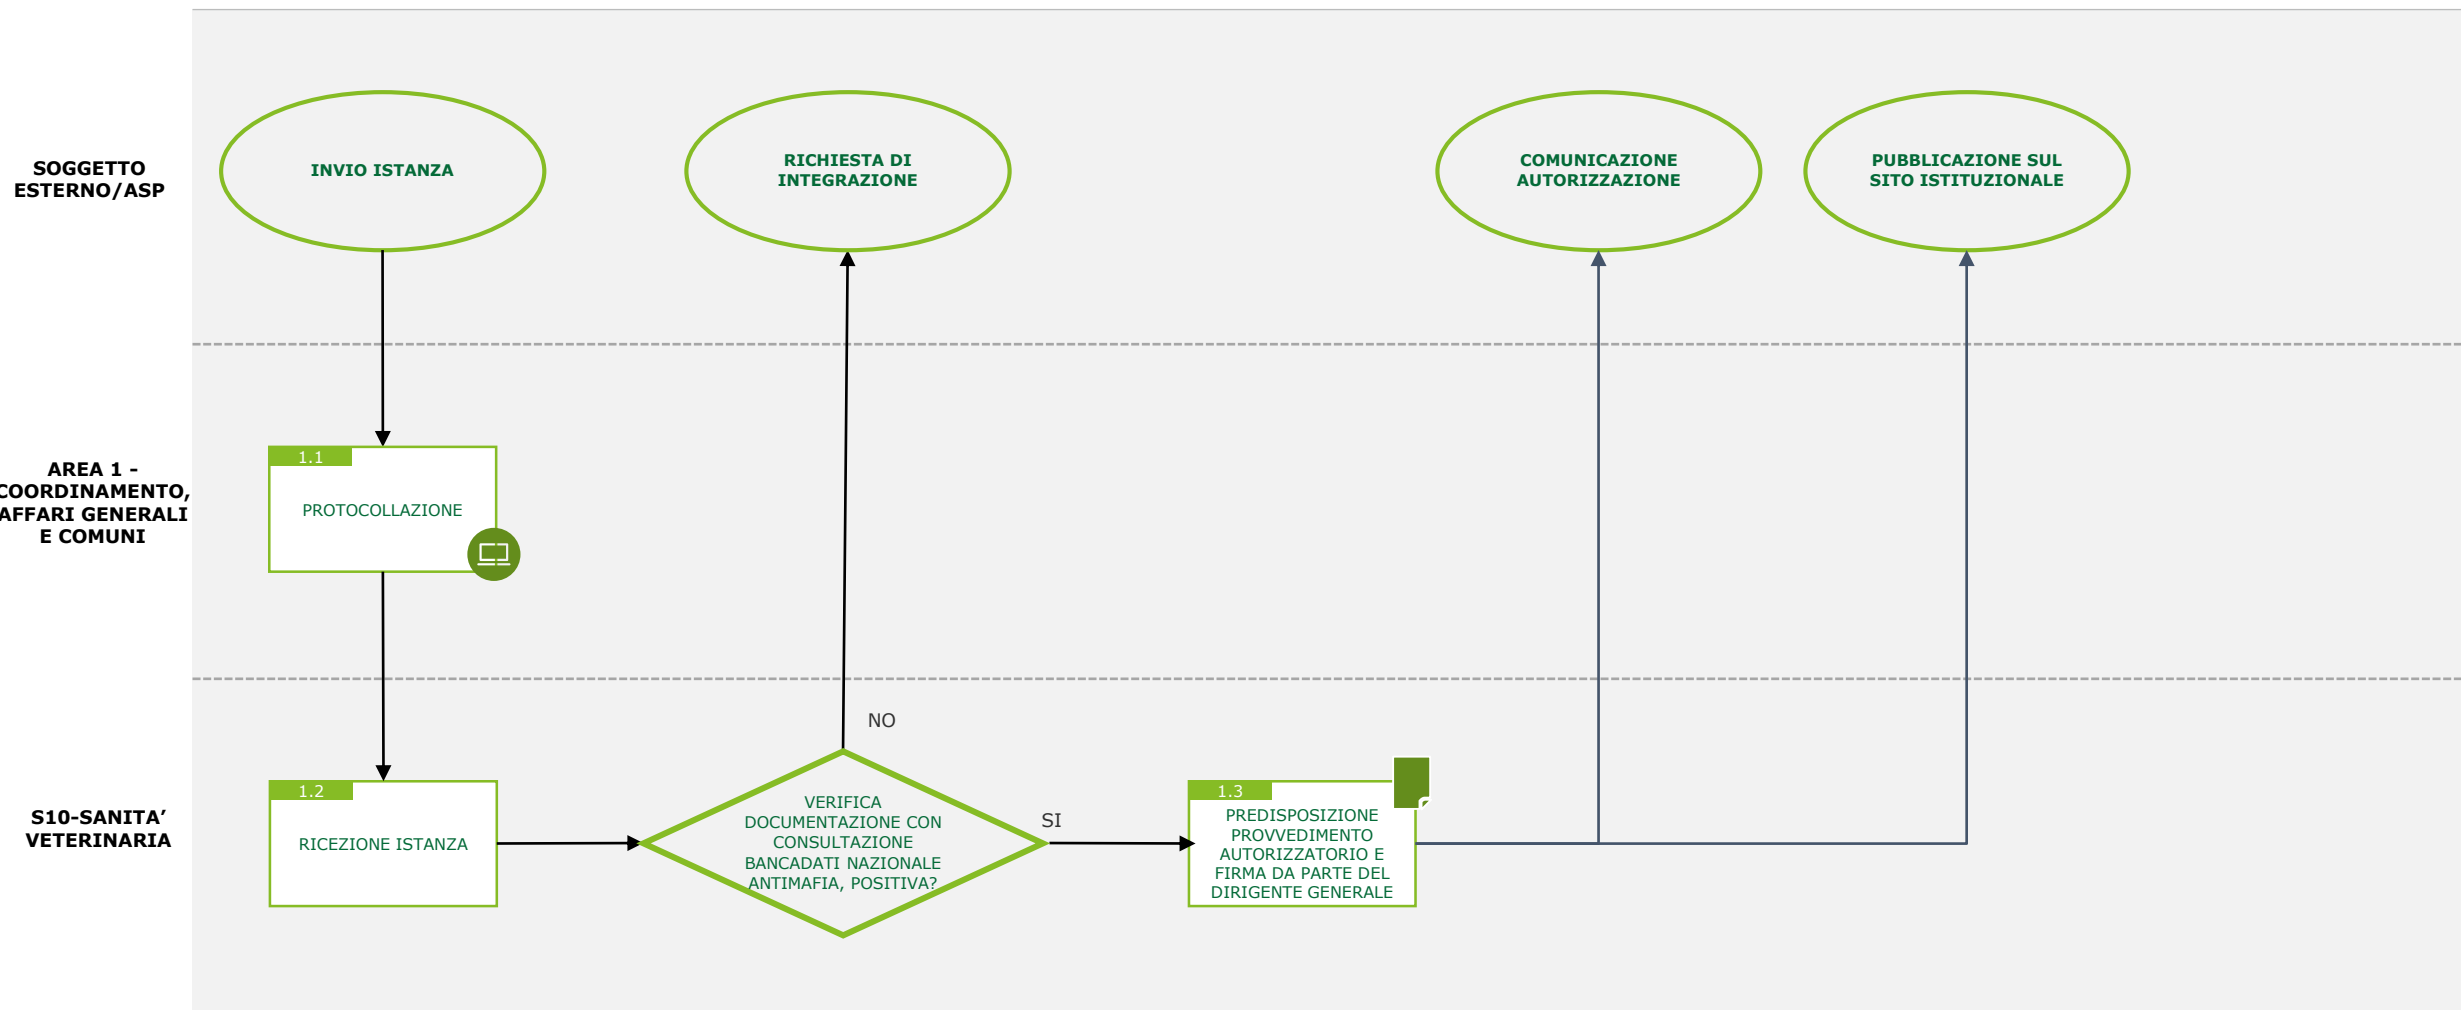 SOGGETTO
ESTERNO/ASP
INVIO ISTANZA
RICHIESTA DI
INTEGRAZIONE
COMUNICAZIONE
AUTORIZZAZIONE
PUBBLICAZIONE SUL
SITO ISTITUZIONALE
AREA 1 -
COORDINAMENTO,
AFFARI GENERALI
E COMUNI
1.1
PROTOCOLLAZIONE
S10-SANITA’
VETERINARIA
1.2
RICEZIONE ISTANZA
NO
VERIFICA
DOCUMENTAZIONE CON
CONSULTAZIONE
BANCADATI NAZIONALE
ANTIMAFIA, POSITIVA?
SI
1.3
PREDISPOSIZIONE
PROVVEDIMENTO
AUTORIZZATORIO E
FIRMA DA PARTE DEL
DIRIGENTE GENERALE